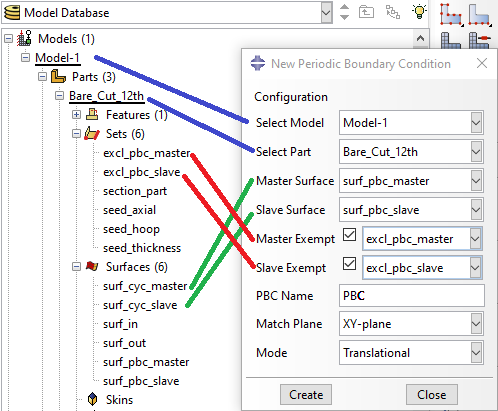 Model Database
Models (1)
Model-1
Parts (3)
Bare_Cut_12th
Features (1)
Sets (6)
excl_pbc_master
excl_pbc_slave
section_part
seed_axial
seed_hoop
seed_thickness
Surfaces (6)
surf_cyc_master
surf_cyc_slave
surf_in
surf_out
surf_pbc_master
surf_pbc_slave
Skins
New Periodic Boundary Condition
Configuration
Select Model Model-1
Select Part Bare_Cut_12th
Master Surface surf_pbc_master
Slave Surface surf_pbc_slave
Master Exempt excl_pbc_master
Slave Exempt excl_pbc_slave
PBC Name PBC
Match Plane XY-plane
Mode Translational
Create Close